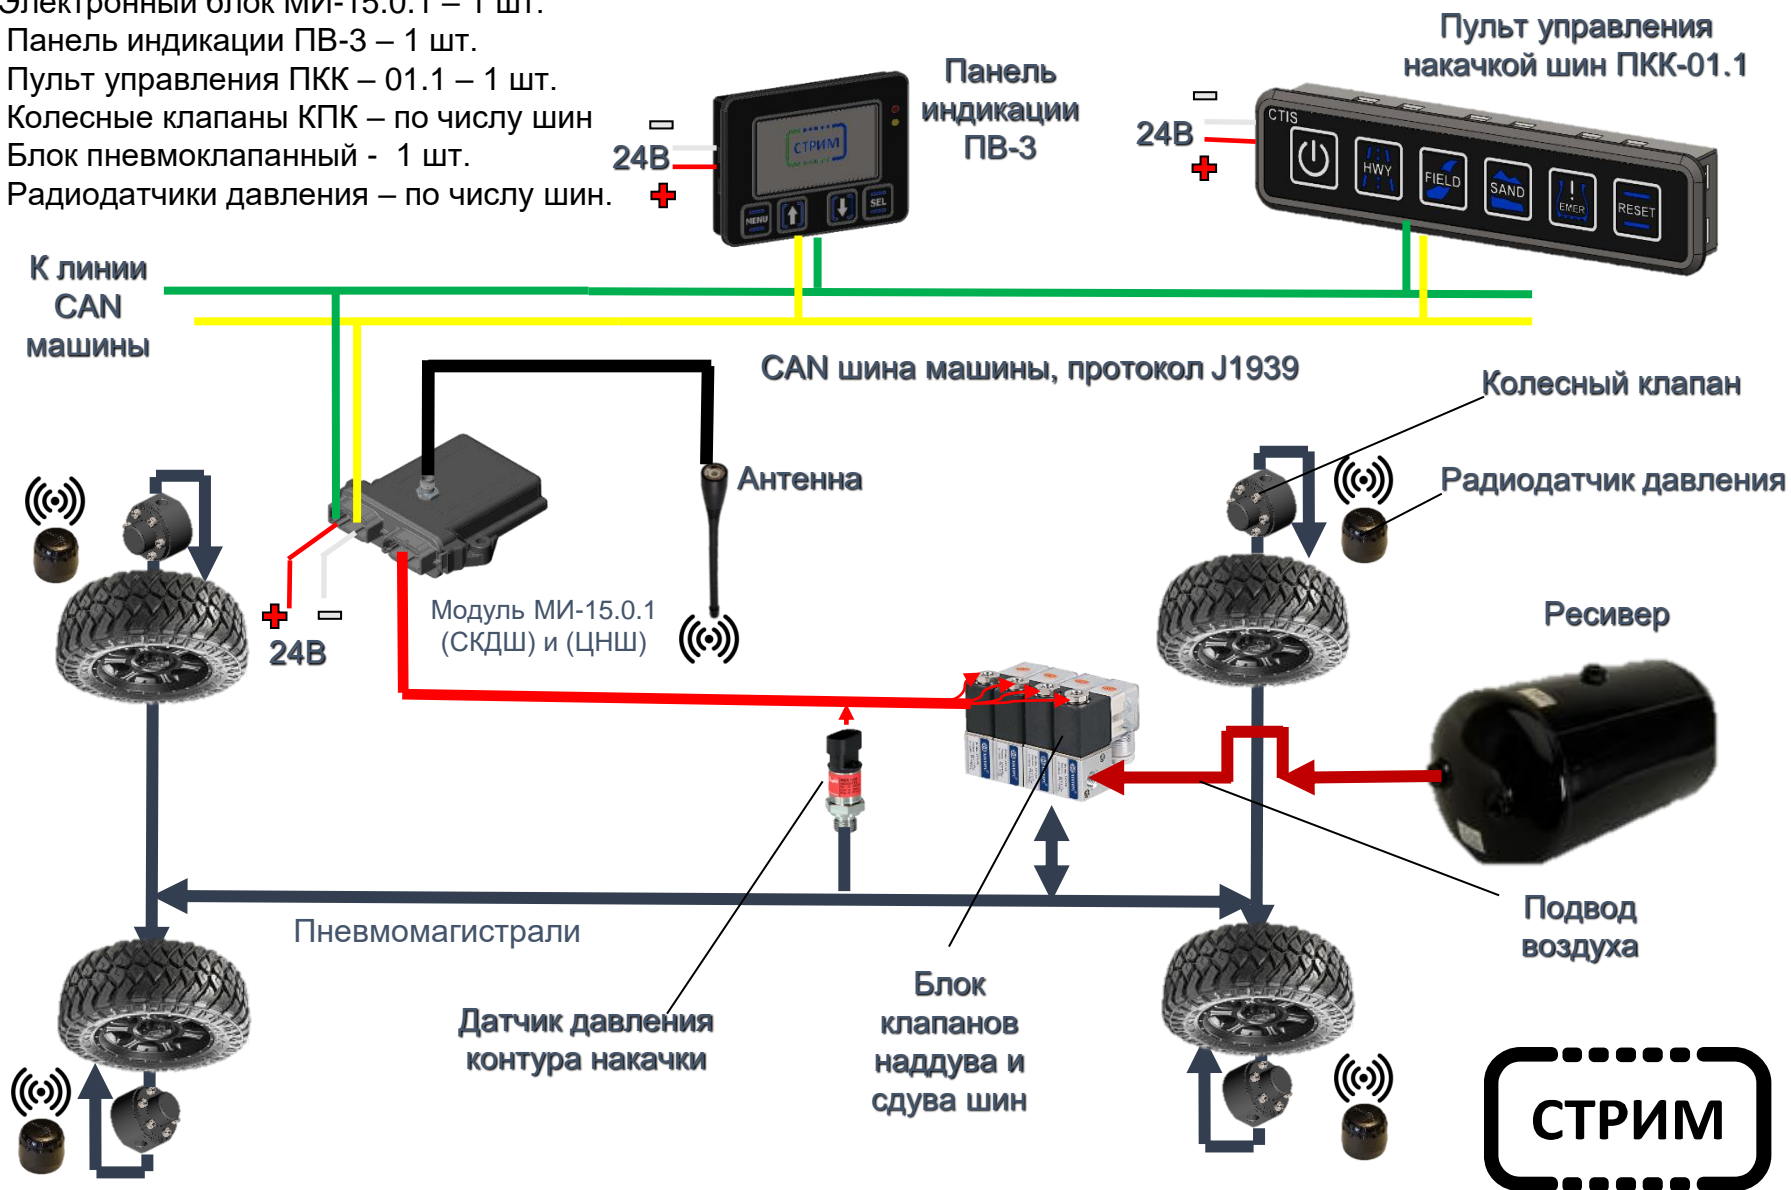 Электронный блок МИ-15.0.1 – 1 шт.
Панель индикации ПВ-3 – 1 шт.
Пульт управления ПКК – 01.1 – 1 шт.
Колесные клапаны КПК – по числу шин
Блок пневмоклапанный - 1 шт.
Радиодатчики давления – по числу шин.
24В
СТРИМ
MENU
SEL
Панель
индикации
ПВ-3
Пульт управления
накачкой шин ПКК-01.1
24В
CTIS
HWY
FIELD
SAND
!
EMER
RESET
К линии
CAN
машины
CAN шина машины, протокол J1939
Колесный клапан
Радиодатчик давления
Антенна
24В
Модуль МИ-15.0.1
(СКДШ) и (ЦНШ)
Ресивер
Подвод
воздуха
Пневмомагистрали
Датчик давления
контура накачки
Блок
клапанов
наддува и
сдува шин
СТРИМ